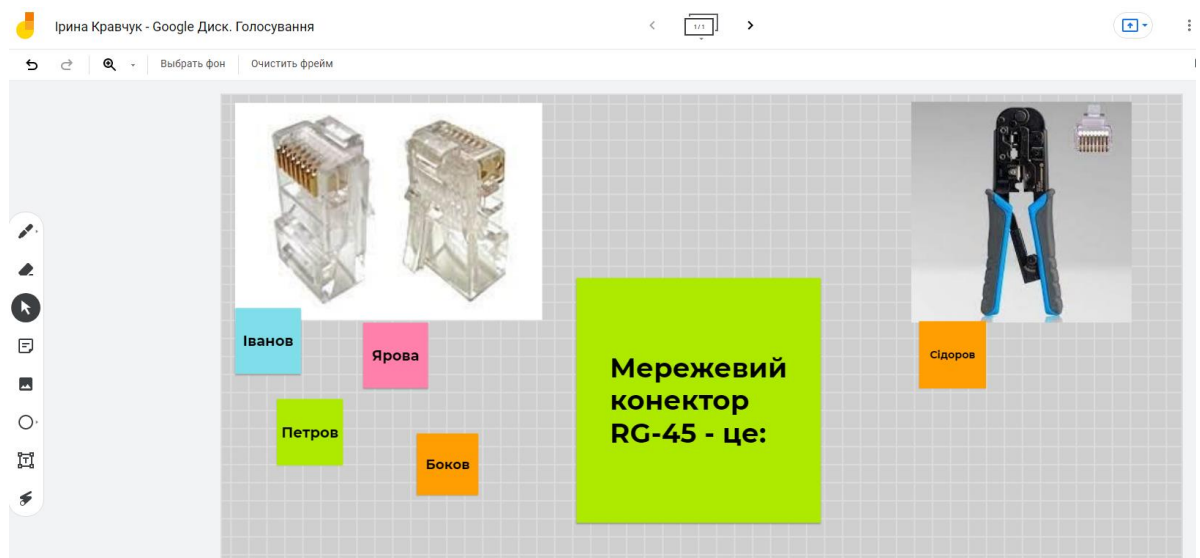 Ірина Кравчук - Google Диск. Голосування
1/1
Выбрать фон
Очистить фрейм
Іванов
Ярова
Петров
Боков
Мережевий
конектор
RG-45 - це:
Сідоров